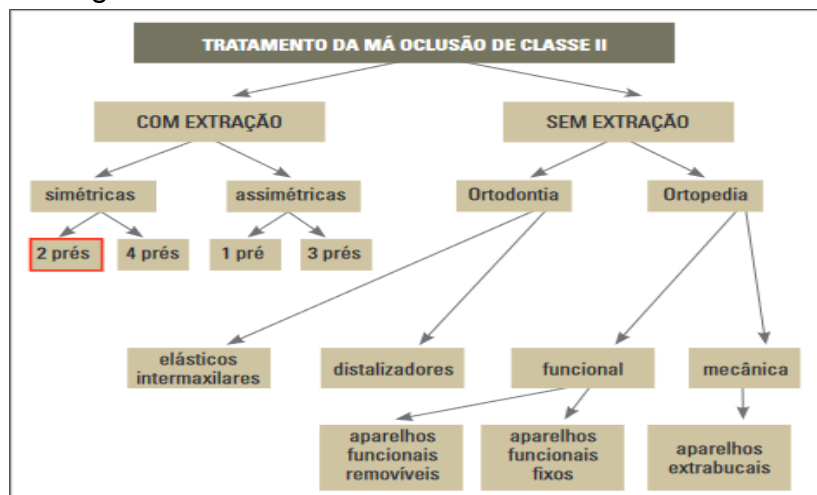 TRATAMENTO DA MÁ OCLUSÃO DE CLASSE II
COM EXTRAÇÃO
SEM EXTRAÇÃO
simétricas
assimétricas
Ortodontia
Ortopedia
2 prés
4 prés
1 pré
3 prés
elásticos
intermaxilares
distalizadores
funcional
mecânica
aparelhos
funcionais
removíveis
aparelhos
funcionais
fixos
aparelhos
extrabucais